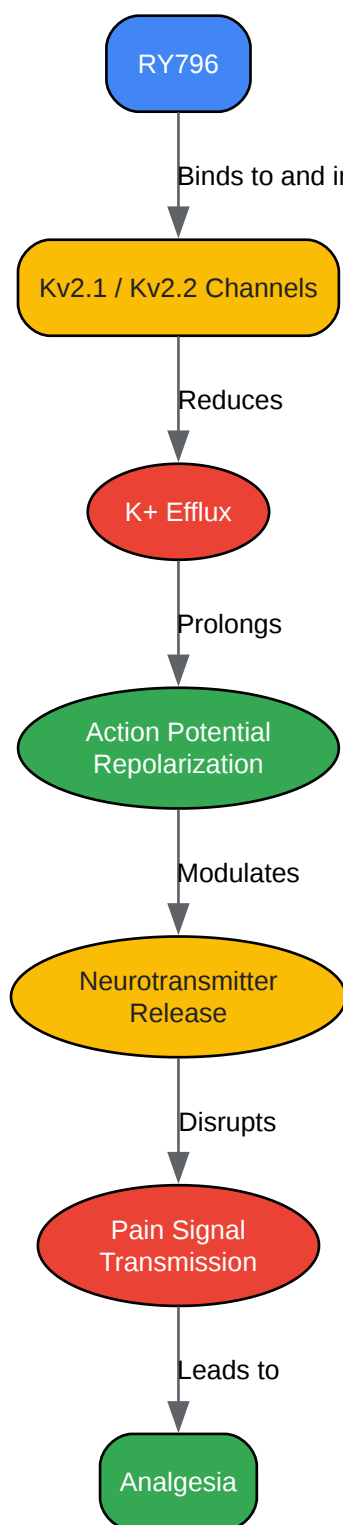 RY796
Binds to and
Kv2.1 / Kv2.2 Channels
Reduces
K+ Efflux
Prolongs
Action Potential
Repolarization
Modulates
Neurotransmitter
Release
Disrupts
Pain Signal
Transmission
Leads to
Analgesia